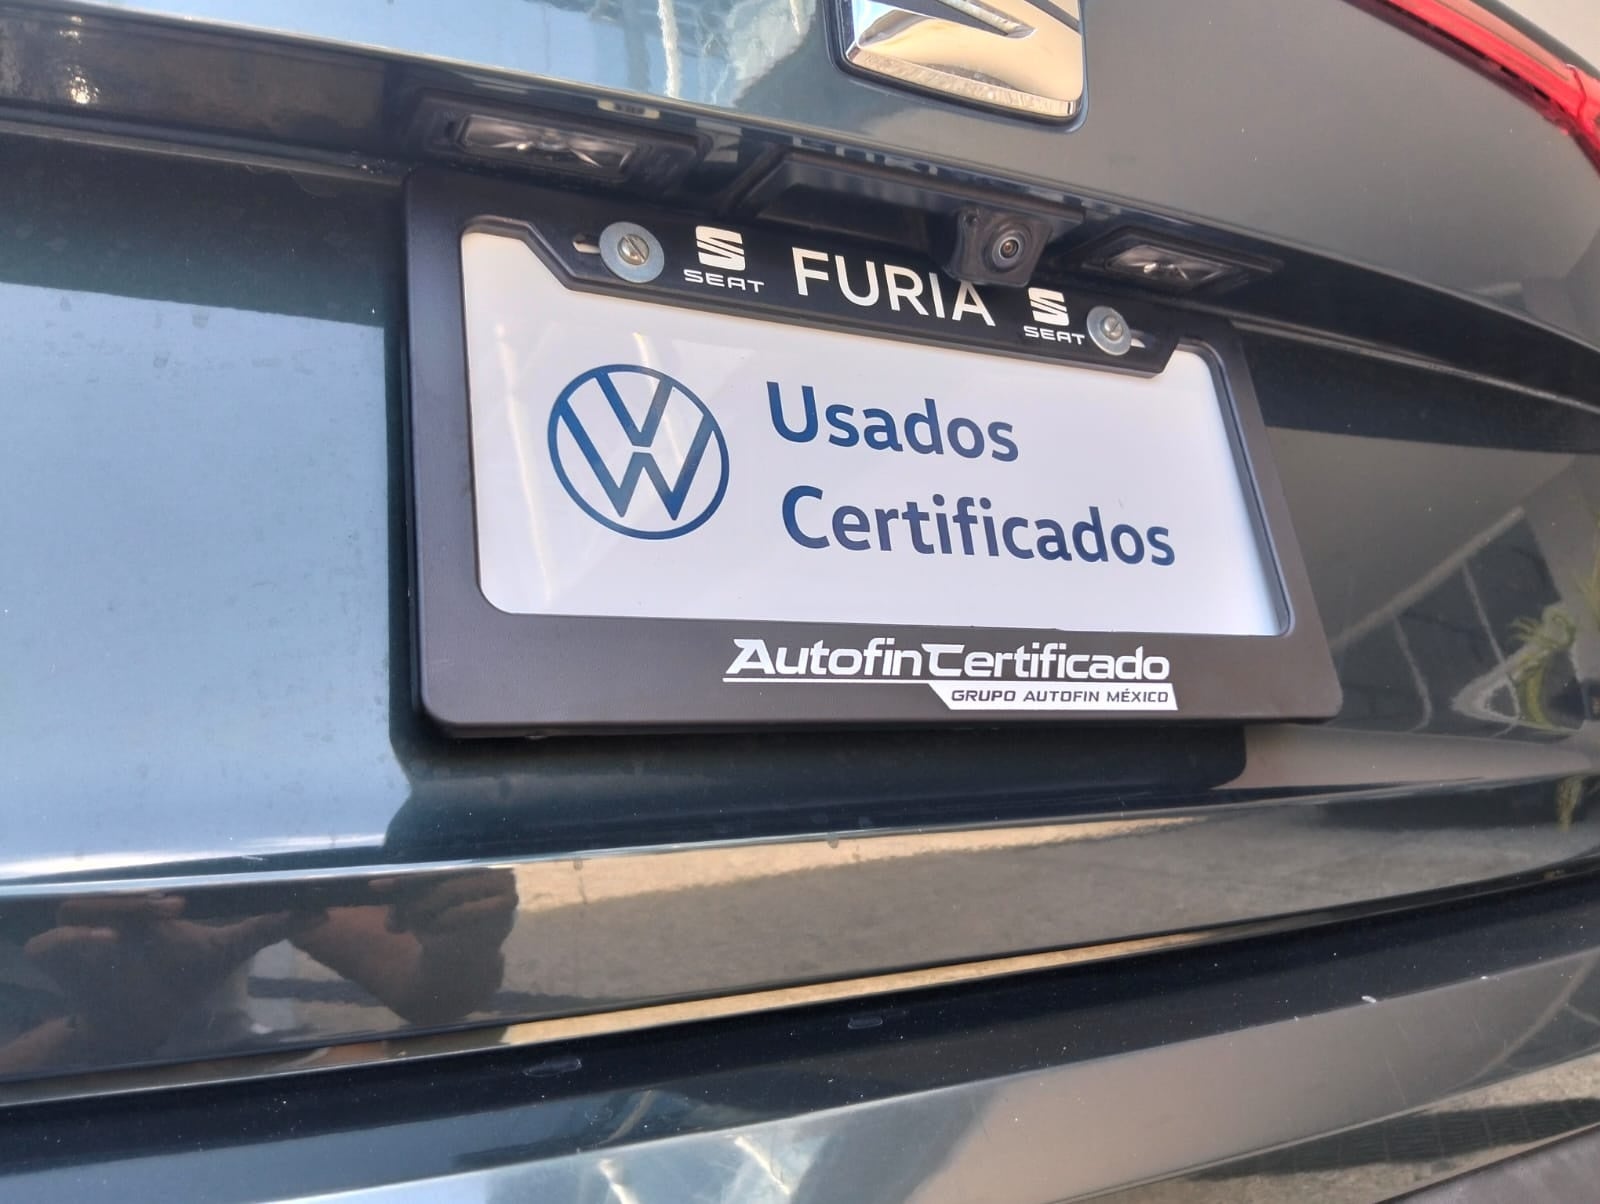 SEAT FURIA SEAT
Usados
Certificados
AutofinCertificado
GRUPO AUTOFIN MÉXICO